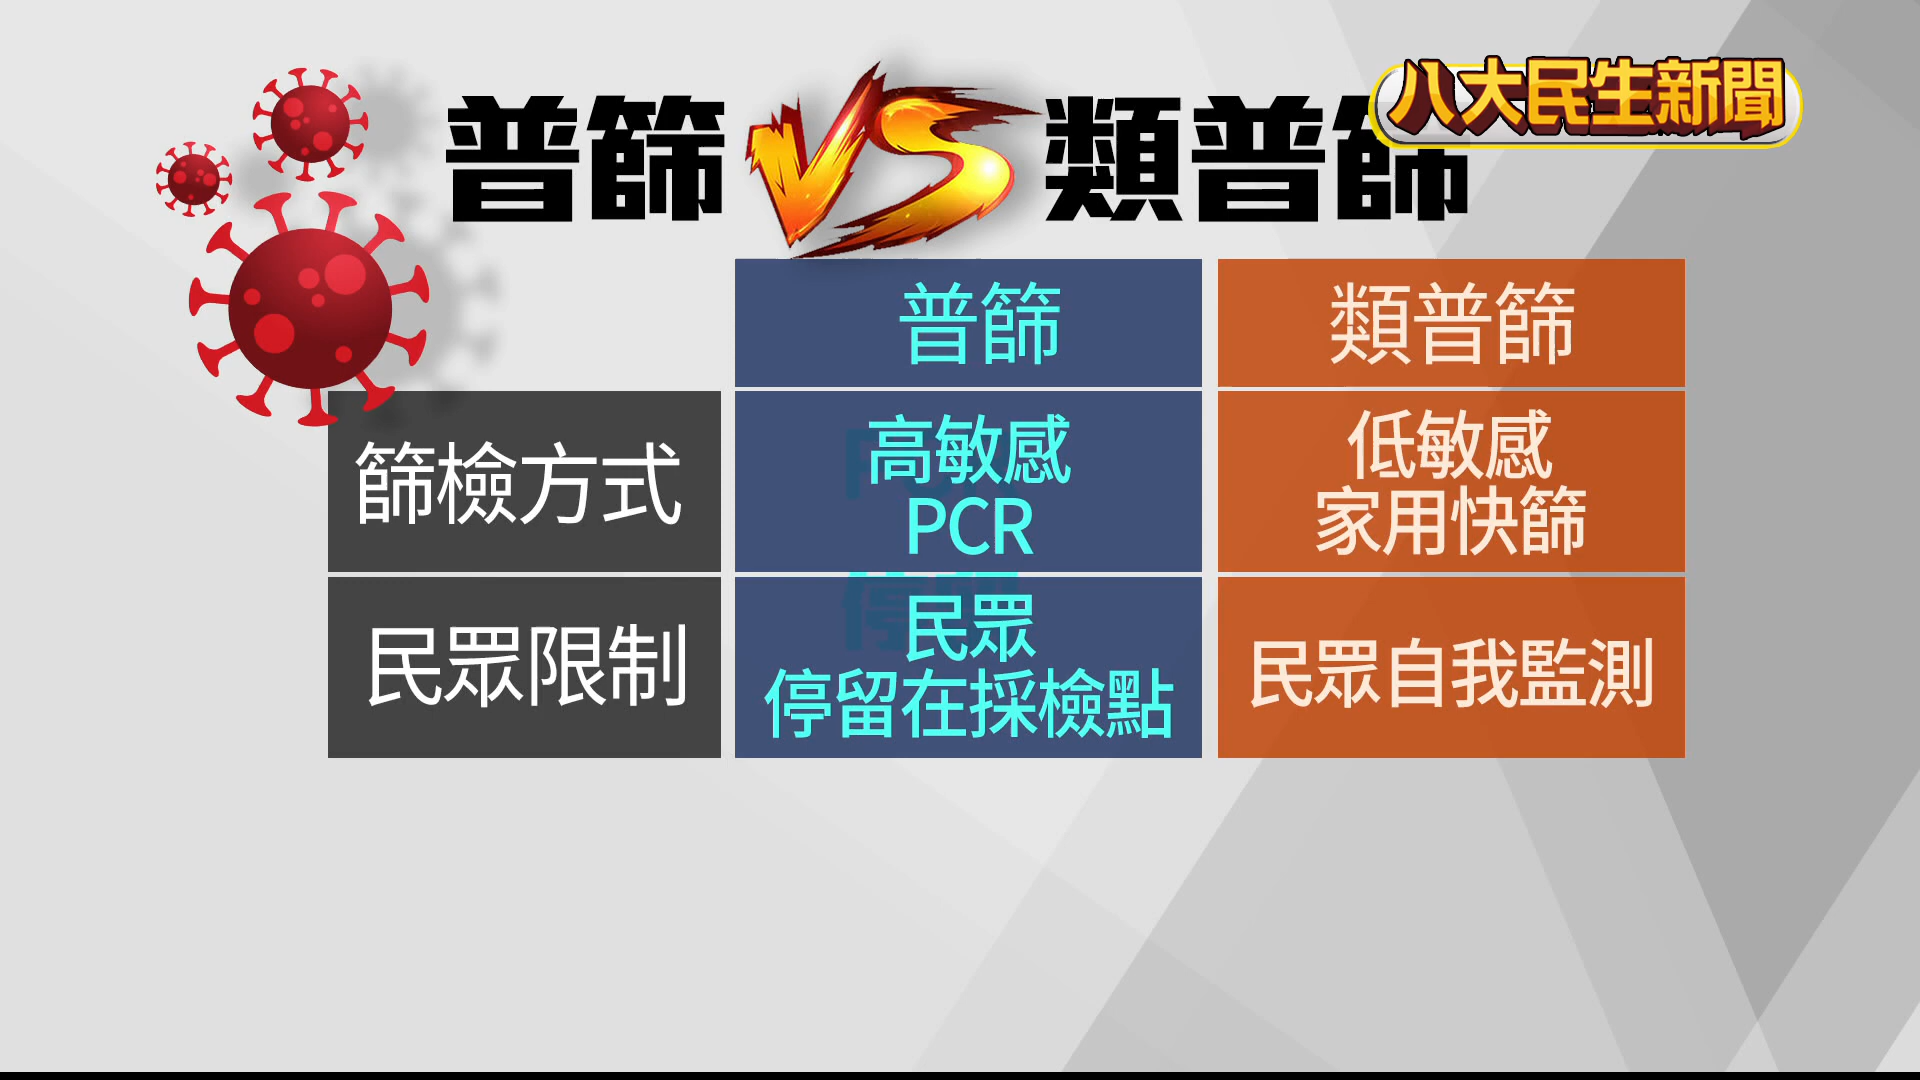 普篩 VS 類普篩
八大民生新聞
普篩 類普篩
篩檢方式
高敏感
PCR
低敏感
家用快篩
民眾限制
民眾
停留在採檢點
民眾自我監測